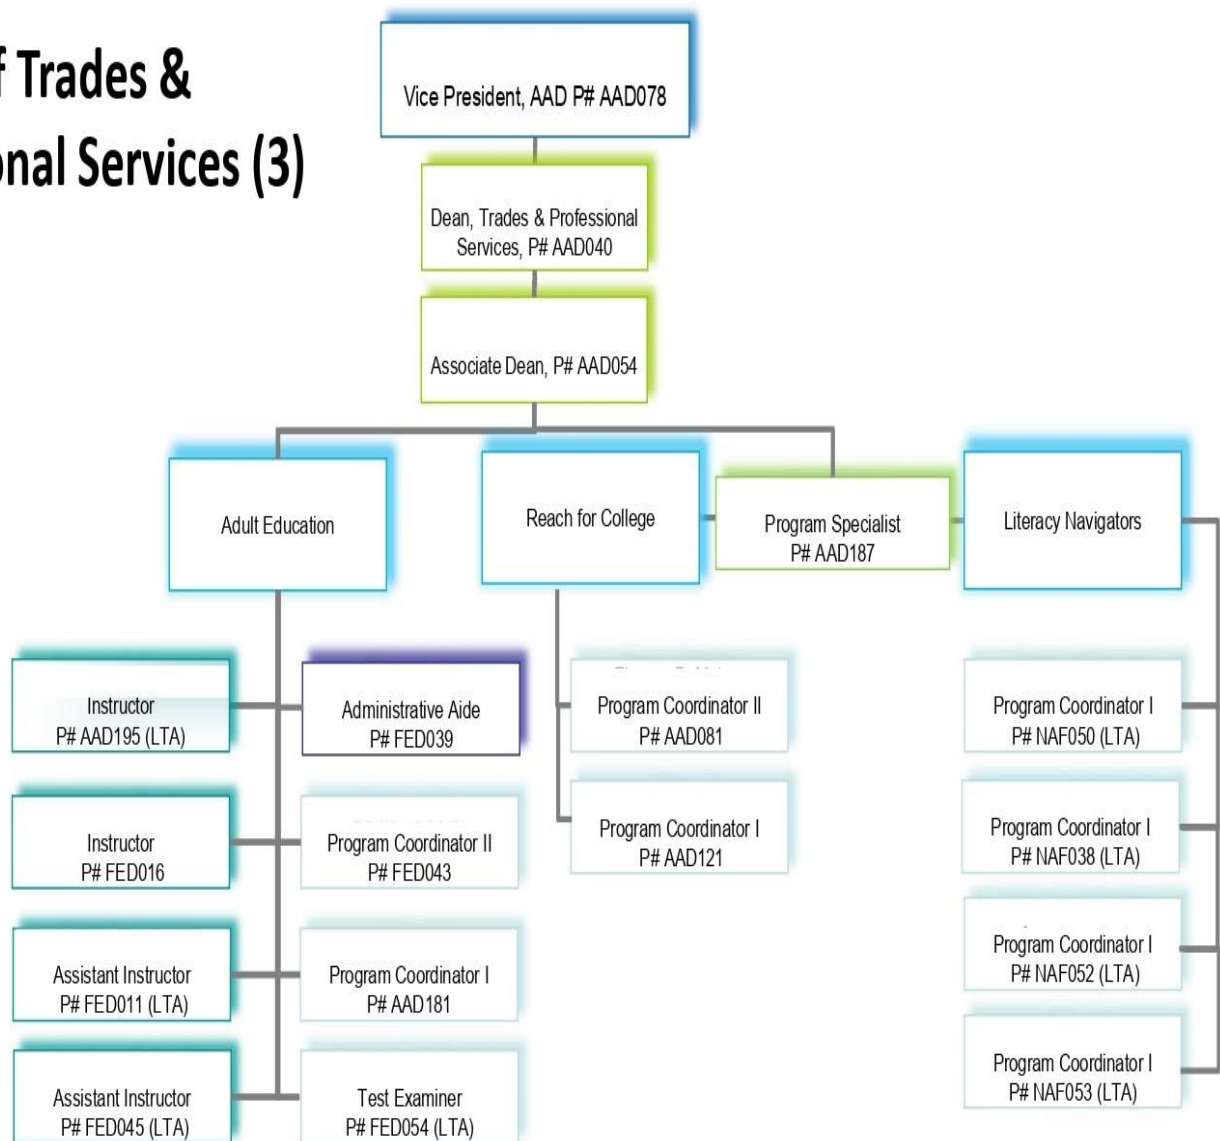 f Trades &
onal Services (3)
Vice President, AAD P# AAD078
Dean, Trades & Professional
Services, P# AAD040
Associate Dean, P# AAD054
Adult Education
Reach for College
Program Specialist
P# AAD187
Literacy Navigators
Instructor
P# AAD195 (LTA)
Administrative Aide
P# FED039
Program Coordinator II
P# AAD081
Program Coordinator I
P# NAF050 (LTA)
Instructor
P# FED016
Program Coordinator II
P# FED043
Program Coordinator I
P# AAD121
Program Coordinator I
P# NAF038 (LTA)
Assistant Instructor
P# FED011 (LTA)
Program Coordinator I
P# AAD181
Program Coordinator I
P# NAF052 (LTA)
Assistant Instructor
P# FED045 (LTA)
Test Examiner
P# FED054 (LTA)
Program Coordinator I
P# NAF053 (LTA)